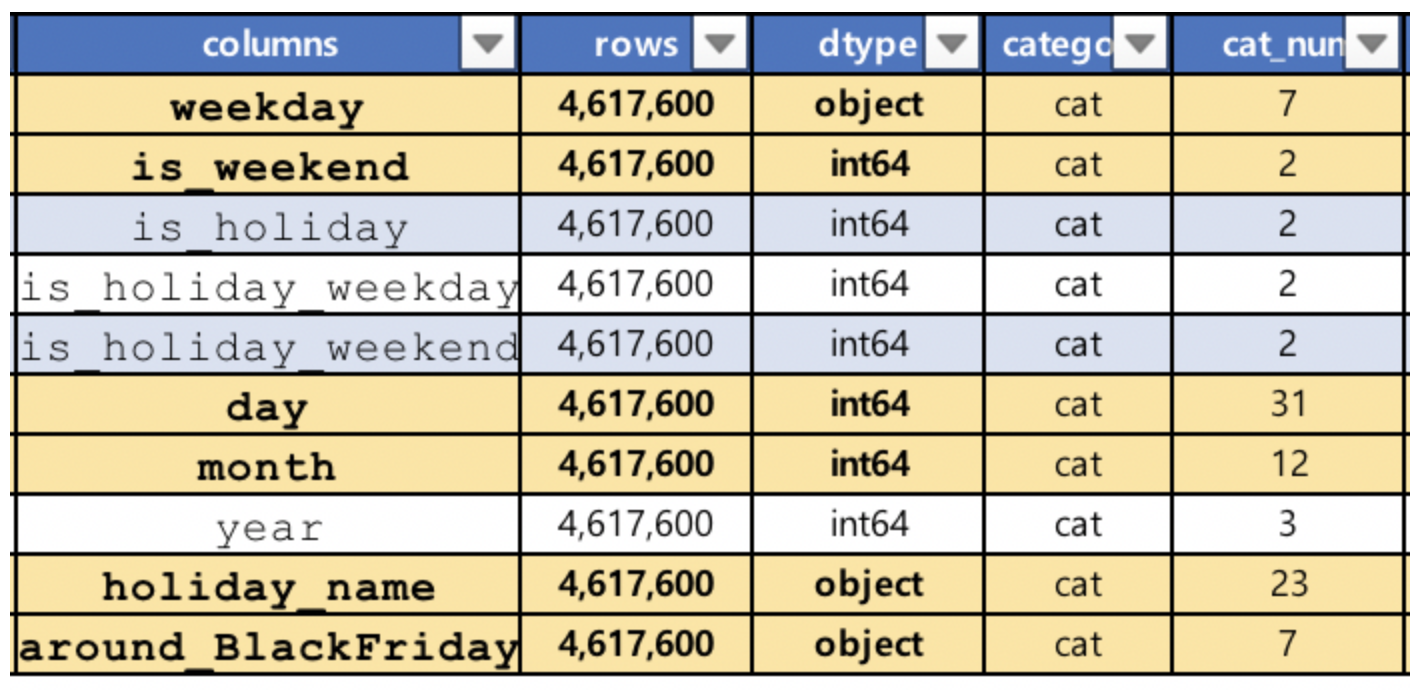 columns rows dtype catego cat_num
weekday 4,617,600 object cat 7
is_weekend 4,617,600 int64 cat 2
is_holiday 4,617,600 int64 cat 2
is_holiday_weekday 4,617,600 int64 cat 2
is_holiday_weekend 4,617,600 int64 cat 2
day 4,617,600 int64 cat 31
month 4,617,600 int64 cat 12
year 4,617,600 int64 cat 3
holiday_name 4,617,600 object cat 23
around_BlackFriday 4,617,600 object cat 7